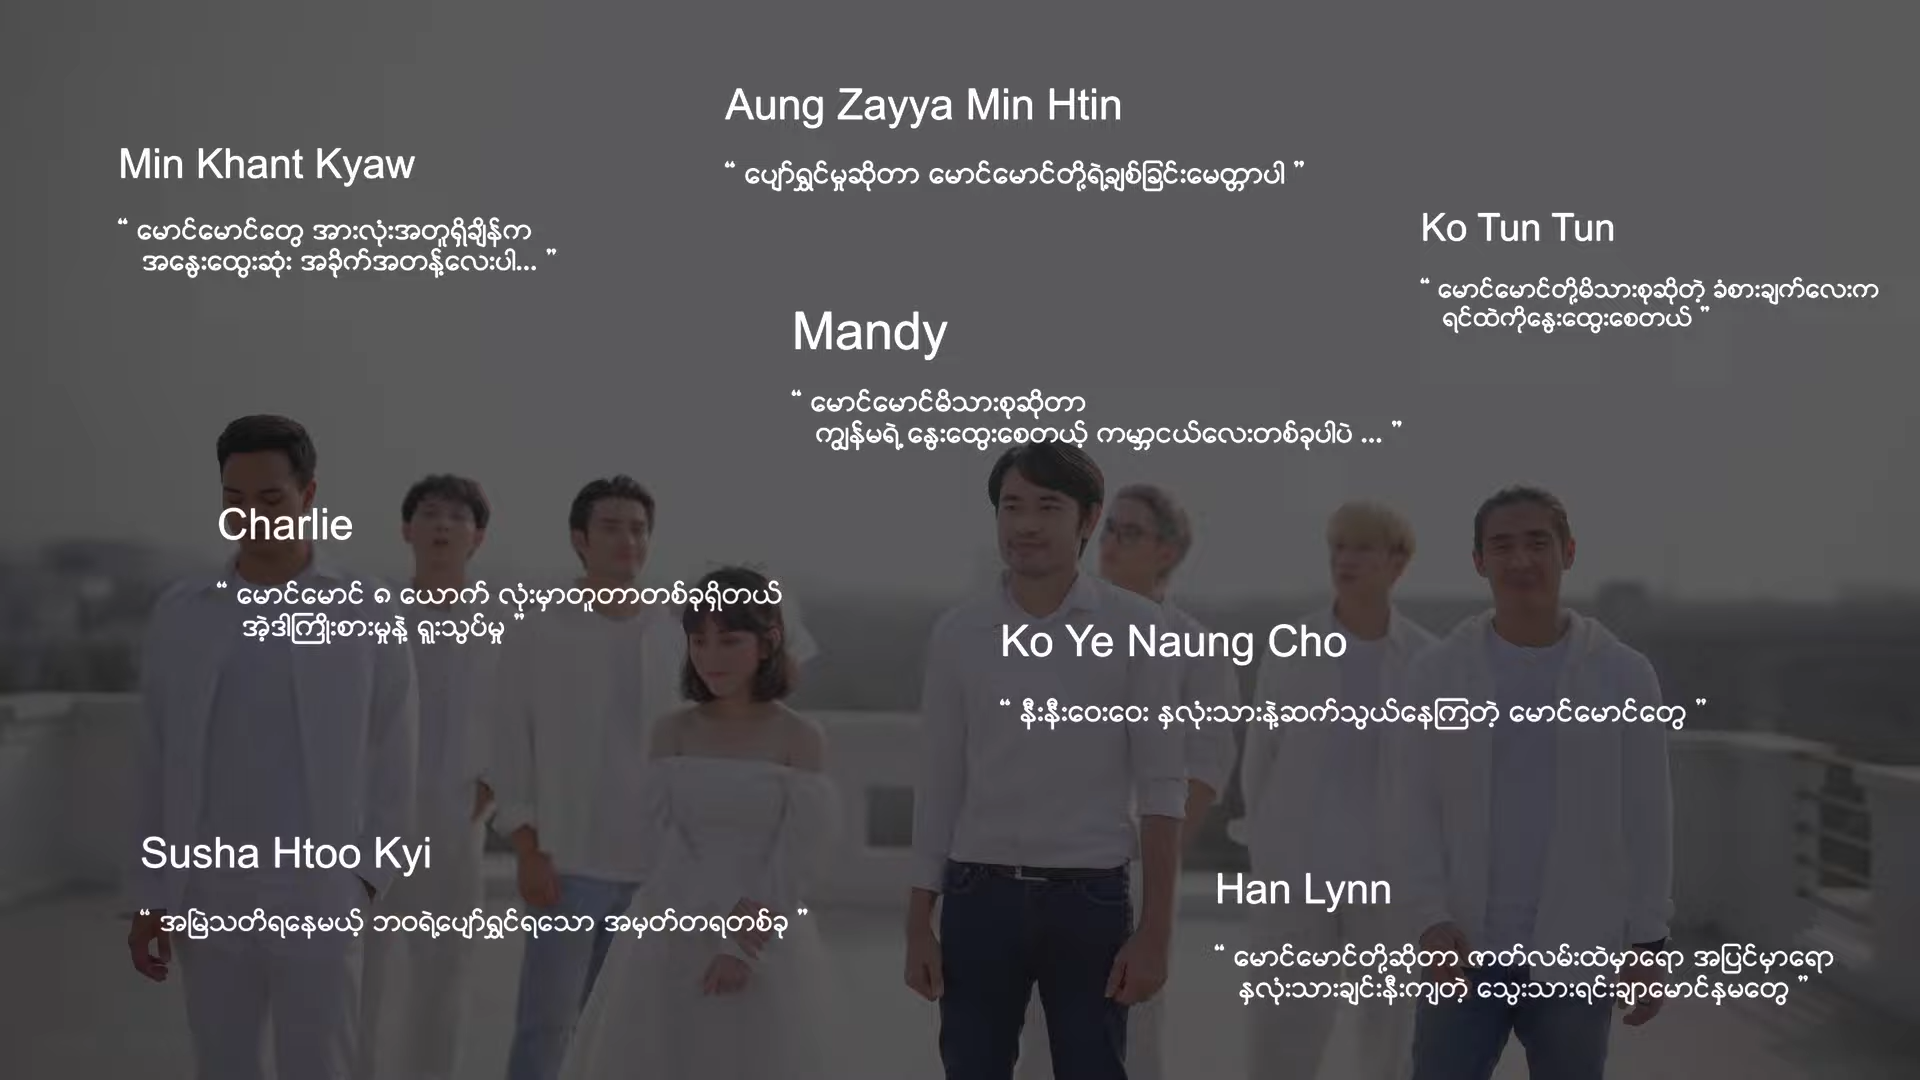 Aung Zayya Min Htin
“ ပျော်ရွှင်မှုဆိုတာ မောင်မောင်တို့ရဲ့ချစ်ခြင်းမေတ္တာပါ ”
Min Khant Kyaw
“ မောင်မောင်တွေ အားလုံးအတူရှိချိန်က
အနွေးထွေးဆုံး အခိုက်အတန့်လေးပါ... ”
Ko Tun Tun
“ မောင်မောင်တို့မိသားစုဆိုတဲ့ ခံစားချက်လေးက
ရင်ထဲကိုနွေးထွေးစေတယ် ”
Mandy
“ မောင်မောင်မိသားစုဆိုတာ
ကျွန်မရဲ့ နွေးထွေးစေတယ့် ကမ္ဘာငယ်လေးတစ်ခုပါပဲ ... ”
Charlie
“ မောင်မောင် ၈ ယောက် လုံးမှာတူတာတစ်ခုရှိတယ်
အဲ့ဒါကြိုးစားမှုနဲ့ ရူးသွပ်မှု ”
Ko Ye Naung Cho
“ နီးနီးဝေးဝေး နှလုံးသားနဲ့ဆက်သွယ်နေကြတဲ့ မောင်မောင်တွေ ”
Susha Htoo Kyi
“ အမြဲသတိရနေမယ့် ဘဝရဲ့ပျော်ရွှင်ရသော အမှတ်တရတစ်ခု ”
Han Lynn
“ မောင်မောင်တို့ဆိုတာ ဇာတ်လမ်းထဲမှာရော အပြင်မှာရော
နှလုံးသားချင်းနီးကျတဲ့ သွေးသားရင်းချာမောင်နှမတွေ ”